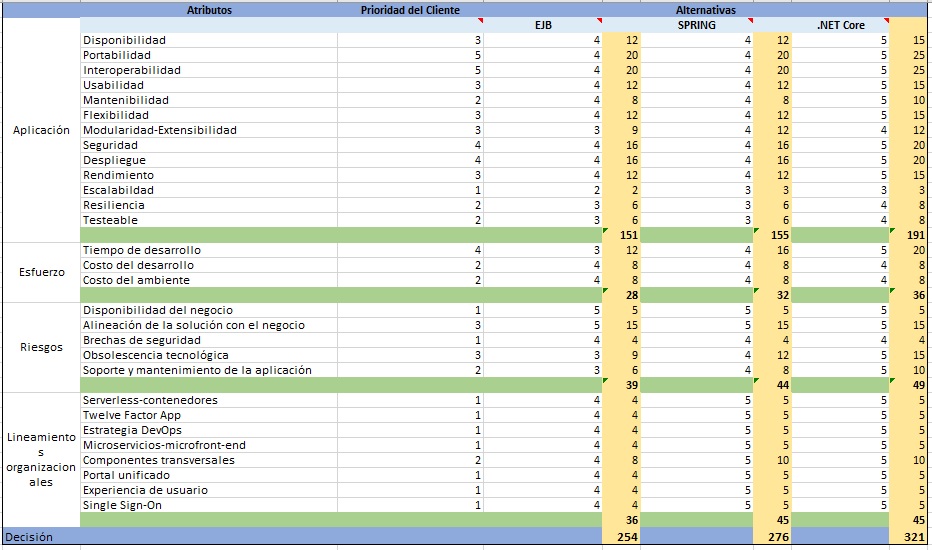 Atributos Prioridad del Cliente Alternativas
EJB SPRING .NET Core
Aplicación
Disponibilidad 3 4 12 4 12 5 15
Portabilidad 5 4 20 4 20 5 25
Interoperabilidad 5 4 20 4 20 5 25
Usabilidad 3 4 12 4 12 5 15
Mantenibilidad 2 4 8 4 8 5 10
Flexibilidad 3 4 12 4 12 5 15
Modularidad-Extensibilidad 3 3 9 4 12 4 12
Seguridad 4 4 16 4 16 5 20
Despliegue 4 4 16 4 16 5 20
Rendimiento 3 4 12 4 12 5 15
Escalabildad 1 2 2 3 3 3 3
Resiliencia 2 3 6 3 6 4 8
Testeable 2 3 6 3 6 4 8
151 155 191
Esfuerzo
Tiempo de desarrollo 4 3 12 4 16 5 20
Costo del desarrollo 2 4 8 4 8 4 8
Costo del ambiente 2 4 8 4 8 4 8
28 32 36
Riesgos
Disponibilidad del negocio 1 5 5 5 5 5 5
Alineación de la solución con el negocio 3 5 15 5 15 5 15
Brechas de seguridad 1 4 4 4 4 4 4
Obsolescencia tecnológica 3 3 9 4 12 5 15
Soporte y mantenimiento de la aplicación 2 3 6 4 8 5 10
39 44 49
Lineamiento
s
organizacion
ales
Serverless-contenedores 1 4 4 5 5 5 5
Twelve Factor App 1 4 4 5 5 5 5
Estrategia DevOps 1 4 4 5 5 5 5
Microservicios-microfront-end 1 4 4 5 5 5 5
Componentes transversales 2 4 8 5 10 5 10
Portal unificado 1 4 4 5 5 5 5
Experiencia de usuario 1 4 4 5 5 5 5
Single Sign-On 1 4 4 5 5 5 5
36 45 45
Decisión 254 276 321